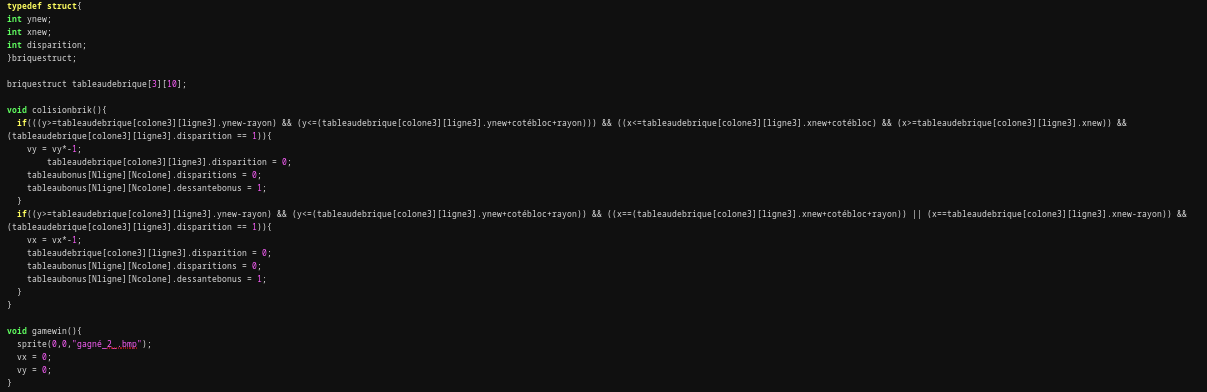 typedef struct{
int ynew;
int xnew;
int disparition;
}briquestruct;
briquestruct tableaudebrique[3][10];
void colisionbrik(){
if(((y>=tableaudebrique[colone3][ligne3].ynew-rayon) && (y<=(tableaudebrique[colone3][ligne3].ynew+cotébloc+rayon))) && ((x<=tableaudebrique[colone3][ligne3].xnew+cotébloc) && (x>=tableaudebrique[colone3][ligne3].xnew)) &&
(tableaudebrique[colone3][ligne3].disparition == 1)){
vy = vy*-1;
tableaudebrique[colone3][ligne3].disparition = 0;
tableaubonus[Nligne][Ncolone].disparitions = 0;
tableaubonus[Nligne][Ncolone].dessantebonus = 1;
}
if((y>=tableaudebrique[colone3][ligne3].ynew-rayon) && (y<=(tableaudebrique[colone3][ligne3].ynew+cotébloc+rayon)) && ((x==(tableaudebrique[colone3][ligne3].xnew+cotébloc+rayon)) || (x==tableaudebrique[colone3][ligne3].xnew-rayon)) &&
(tableaudebrique[colone3][ligne3].disparition == 1)){
vx = vx*-1;
tableaudebrique[colone3][ligne3].disparition = 0;
tableaubonus[Nligne][Ncolone].disparitions = 0;
tableaubonus[Nligne][Ncolone].dessantebonus = 1;
}
}
void gamewin(){
sprite(0,0,"gagné_2_.bmp");
vx = 0;
vy = 0;
}